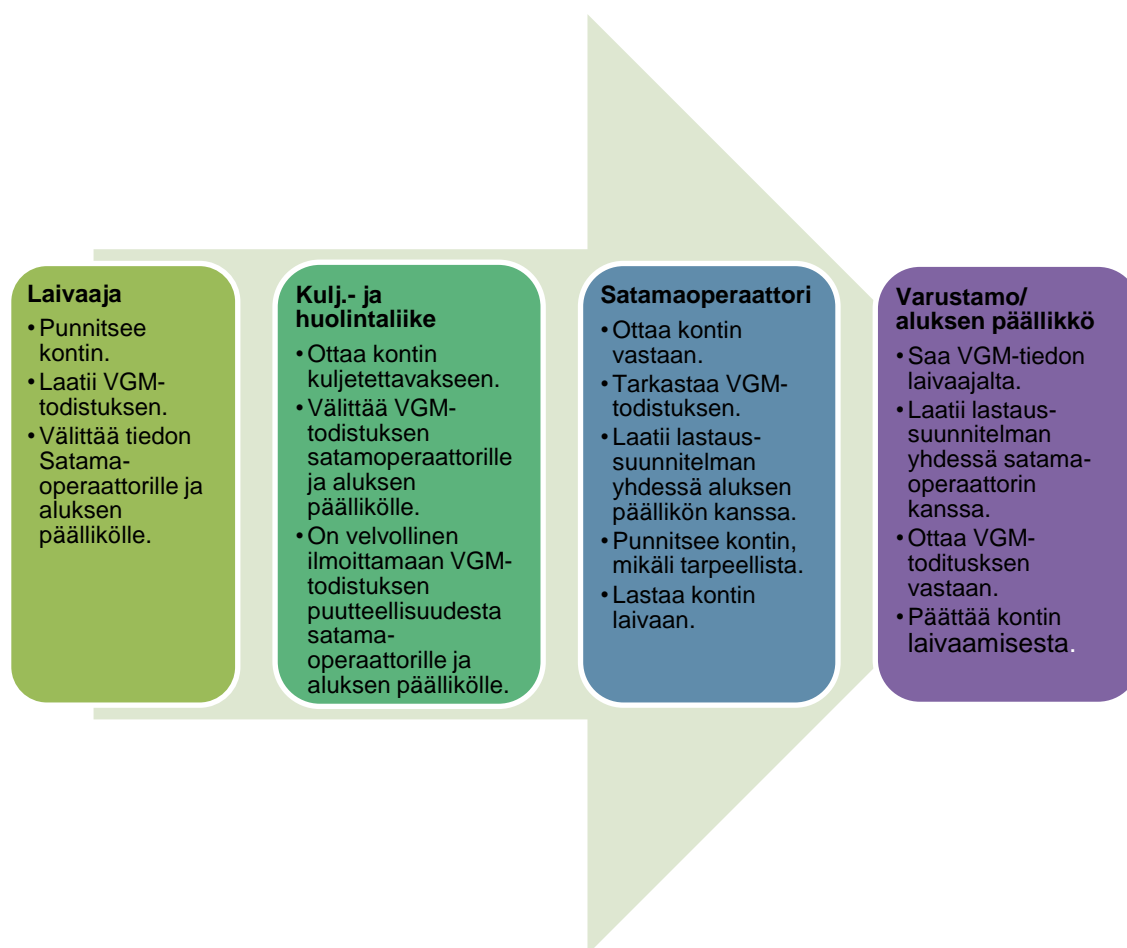 Laivaaja
•Punnitsee
kontin.
•Laatii VGM-
todistuksen.
•Välittää tiedon
Satama-
operaattorille ja
aluksen
päällikölle.
Kulj.- ja
huolintaliike
•Ottaa kontin
kuljetettavakseen.
•Välittää VGM-
todistuksen
satamoperaattorille
ja aluksen
päällikölle.
•On velvollinen
ilmoittamaan VGM-
todistuksen
puutteellisuudesta
satama-
operaattorille ja
aluksen päällikölle.
Satamaoperaattori
•Ottaa kontin
vastaan.
•Tarkastaa VGM-
todistuksen.
•Laatii lastaus-
suunnitelman
yhdessä aluksen
päällikön kanssa.
•Punnitsee kontin,
mikäli tarpeellista.
•Lastaa kontin
laivaan.
Varustamo/
aluksen päällikkö
•Saa VGM-tiedon
laivaajalta.
•Laatii lastaus-
suunnitelman
yhdessä satama-
operaattorin
kanssa.
•Ottaa VGM-
toditusksen
vastaan.
•Päättää kontin
laivaamisesta.